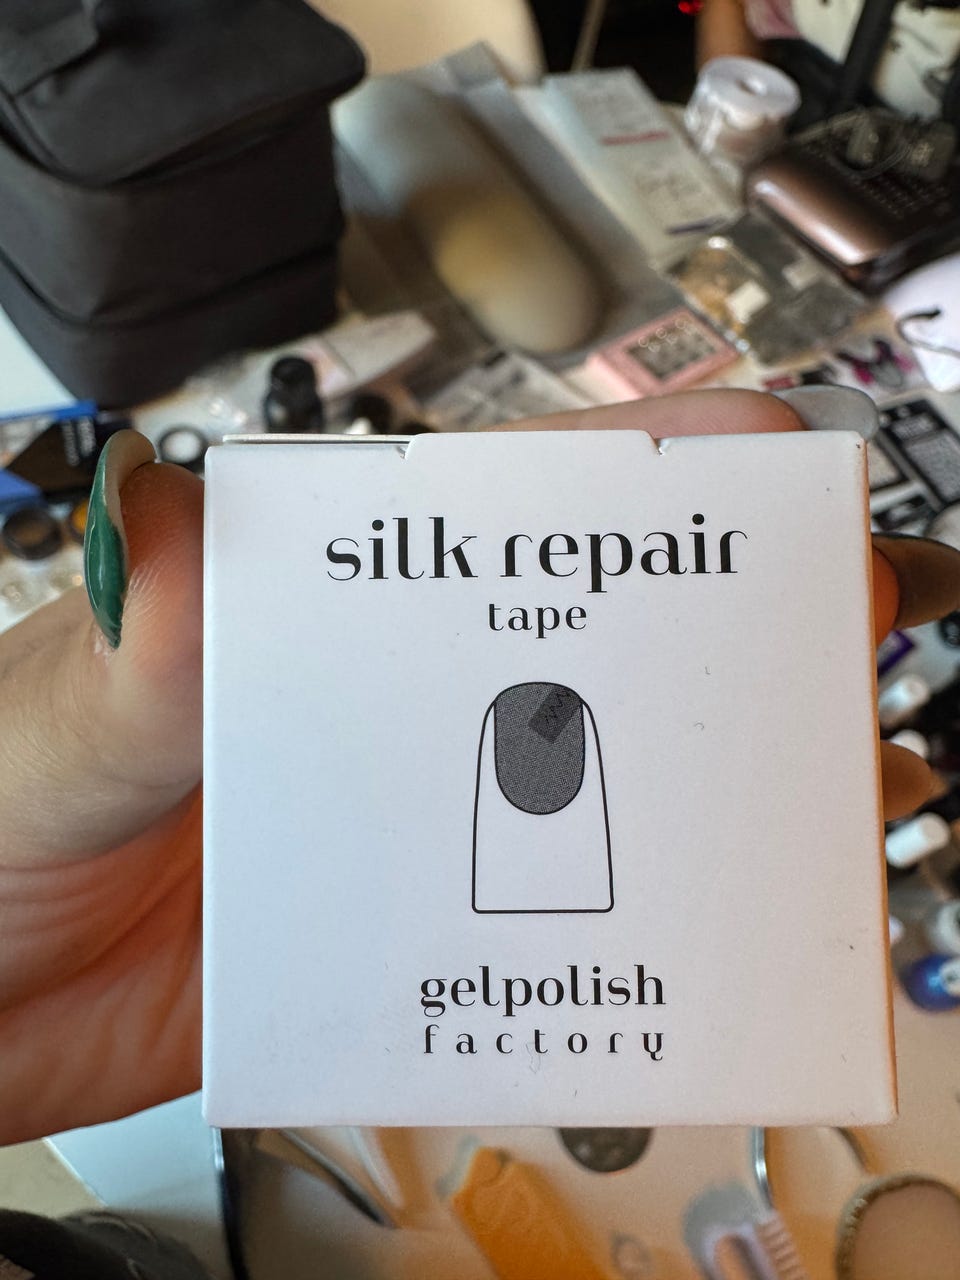 silk repair
tape
gelpolish
factory